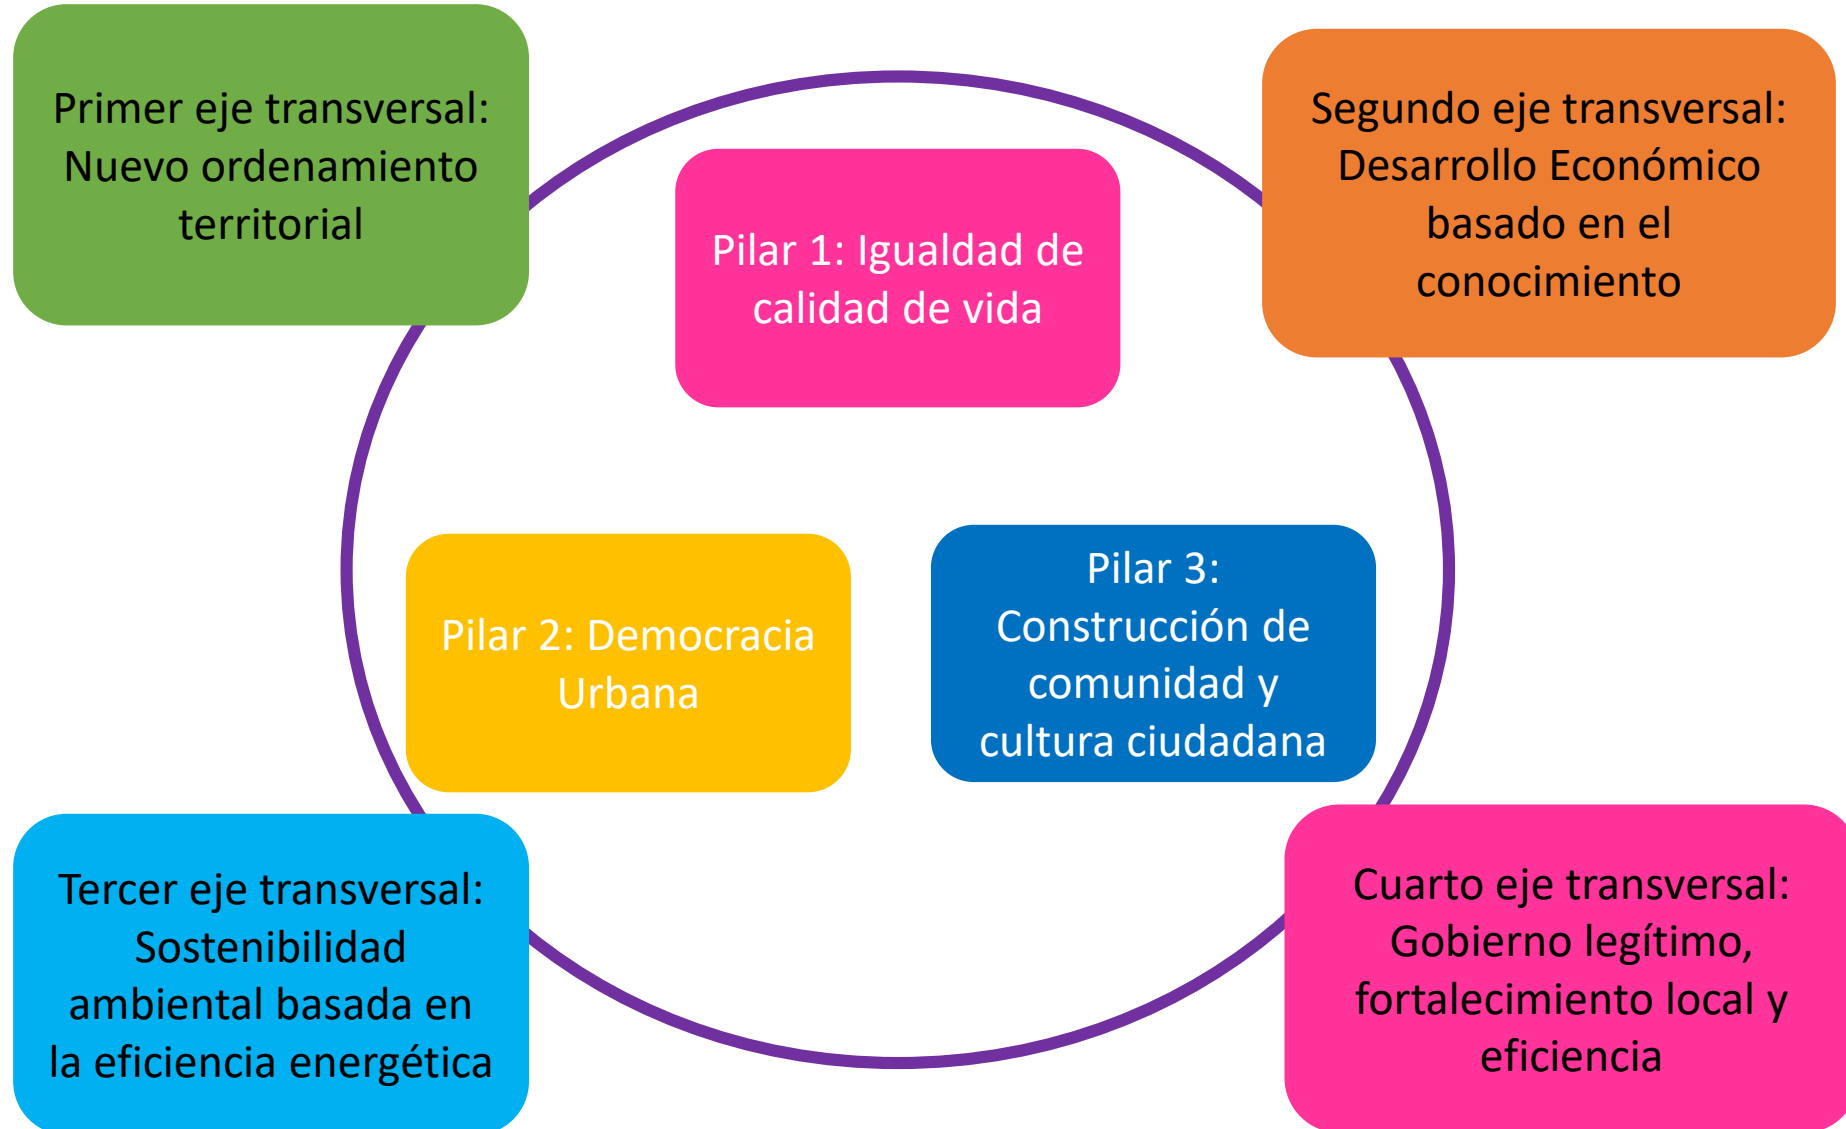 Primer eje transversal:
Nuevo ordenamiento
territorial
Segundo eje transversal:
Desarrollo Económico
basado en el
conocimiento
Pilar 1: Igualdad de
calidad de vida
Pilar 2: Democracia
Urbana
Pilar 3:
Construcción de
comunidad y
cultura ciudadana
Tercer eje transversal:
Sostenibilidad
ambiental basada en
la eficiencia energética
Cuarto eje transversal:
Gobierno legítimo,
fortalecimiento local y
eficiencia